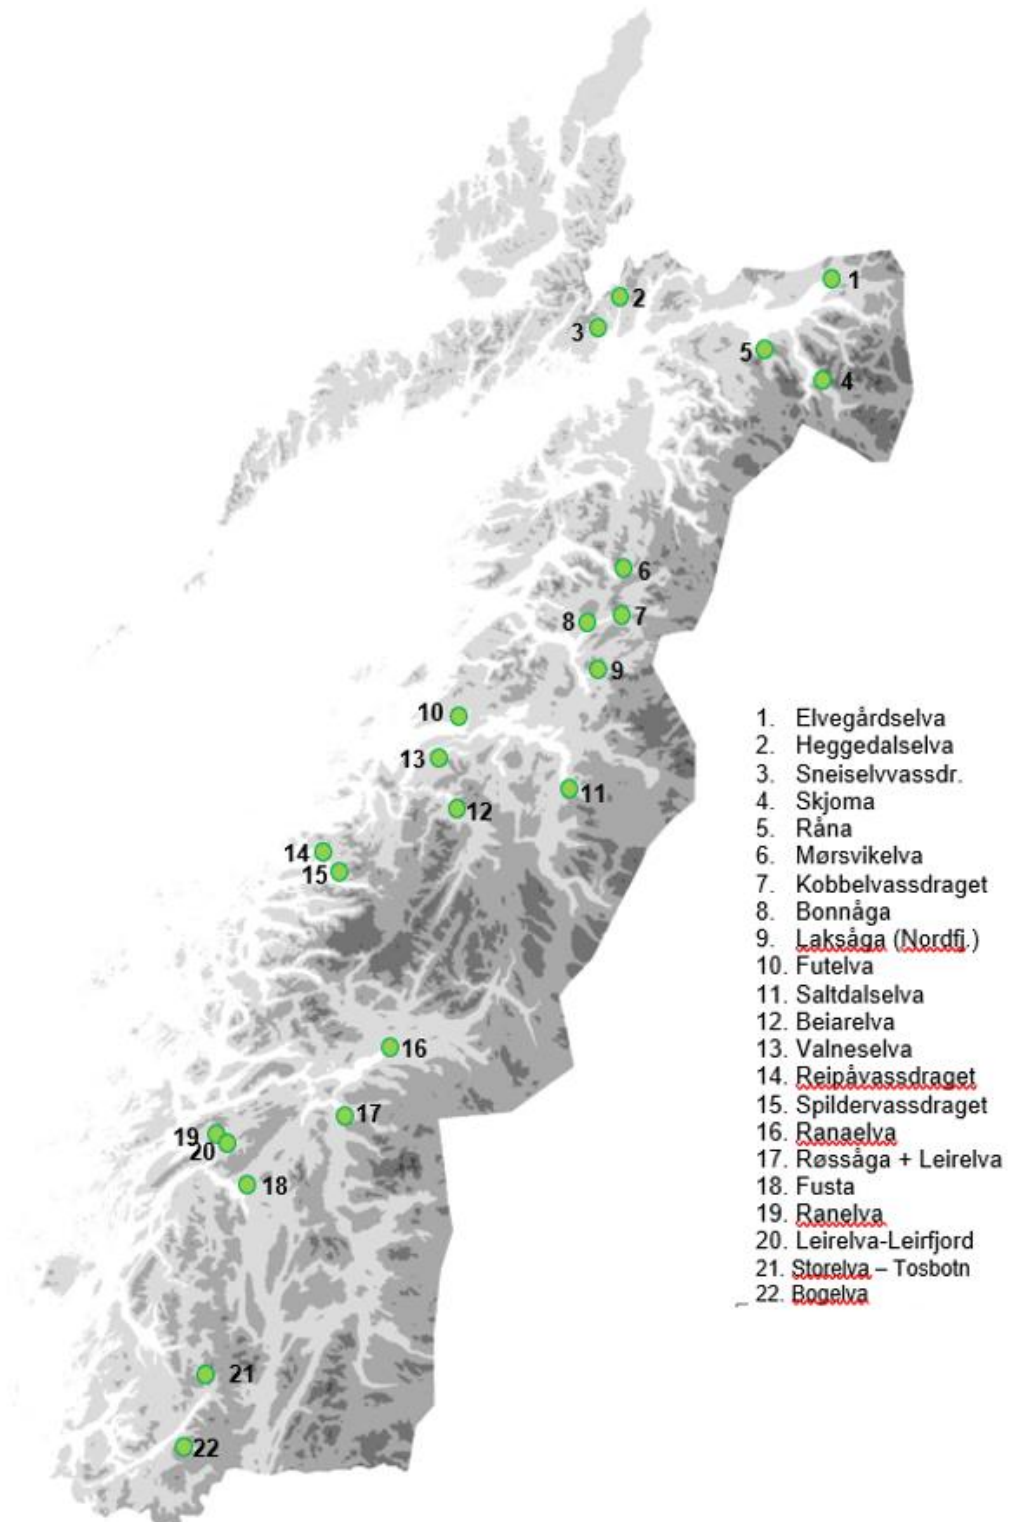 1
2
3
5
4
6
7
8
9
10
13
11
12
14
15
16
17
19
20
18
21
22
1. Elvegårdselva
2. Heggedalselva
3. Sneiselvvassdr.
4. Skjoma
5. Råna
6. Mørsvikelva
7. Kobbelvassdraget
8. Bonnåga
9. Laksåga (Nordfj.)
10. Futelva
11. Saltdalselva
12. Beiarelva
13. Valneselva
14. Reipåvassdraget
15. Spildervassdraget
16. Ranaelva
17. Røssåga + Leirelva
18. Fusta
19. Ranelva
20. Leirelva-Leirfjord
21. Storelva – Tosbotn
22. Bogelva